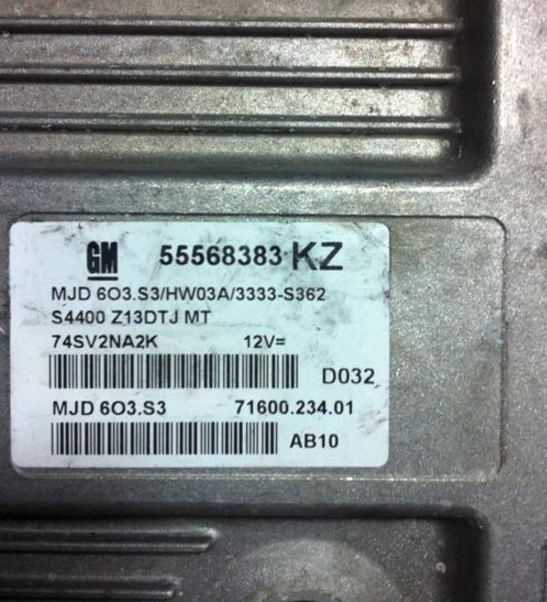 GM 55568383 KZ
MJD 6O3.S3/HW03A/3333-S362
S4400 Z13DTJ MT
74SV2NA2K 12V=
D032
MJD 6O3.S3 71600.234.01
AB10